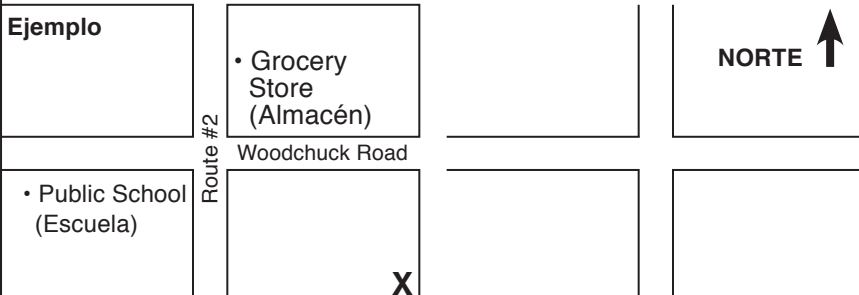 Ejemplo
• Grocery
Store
(Almacén)
NORTE
Route #2
Woodchuck Road
• Public School
(Escuela)
X